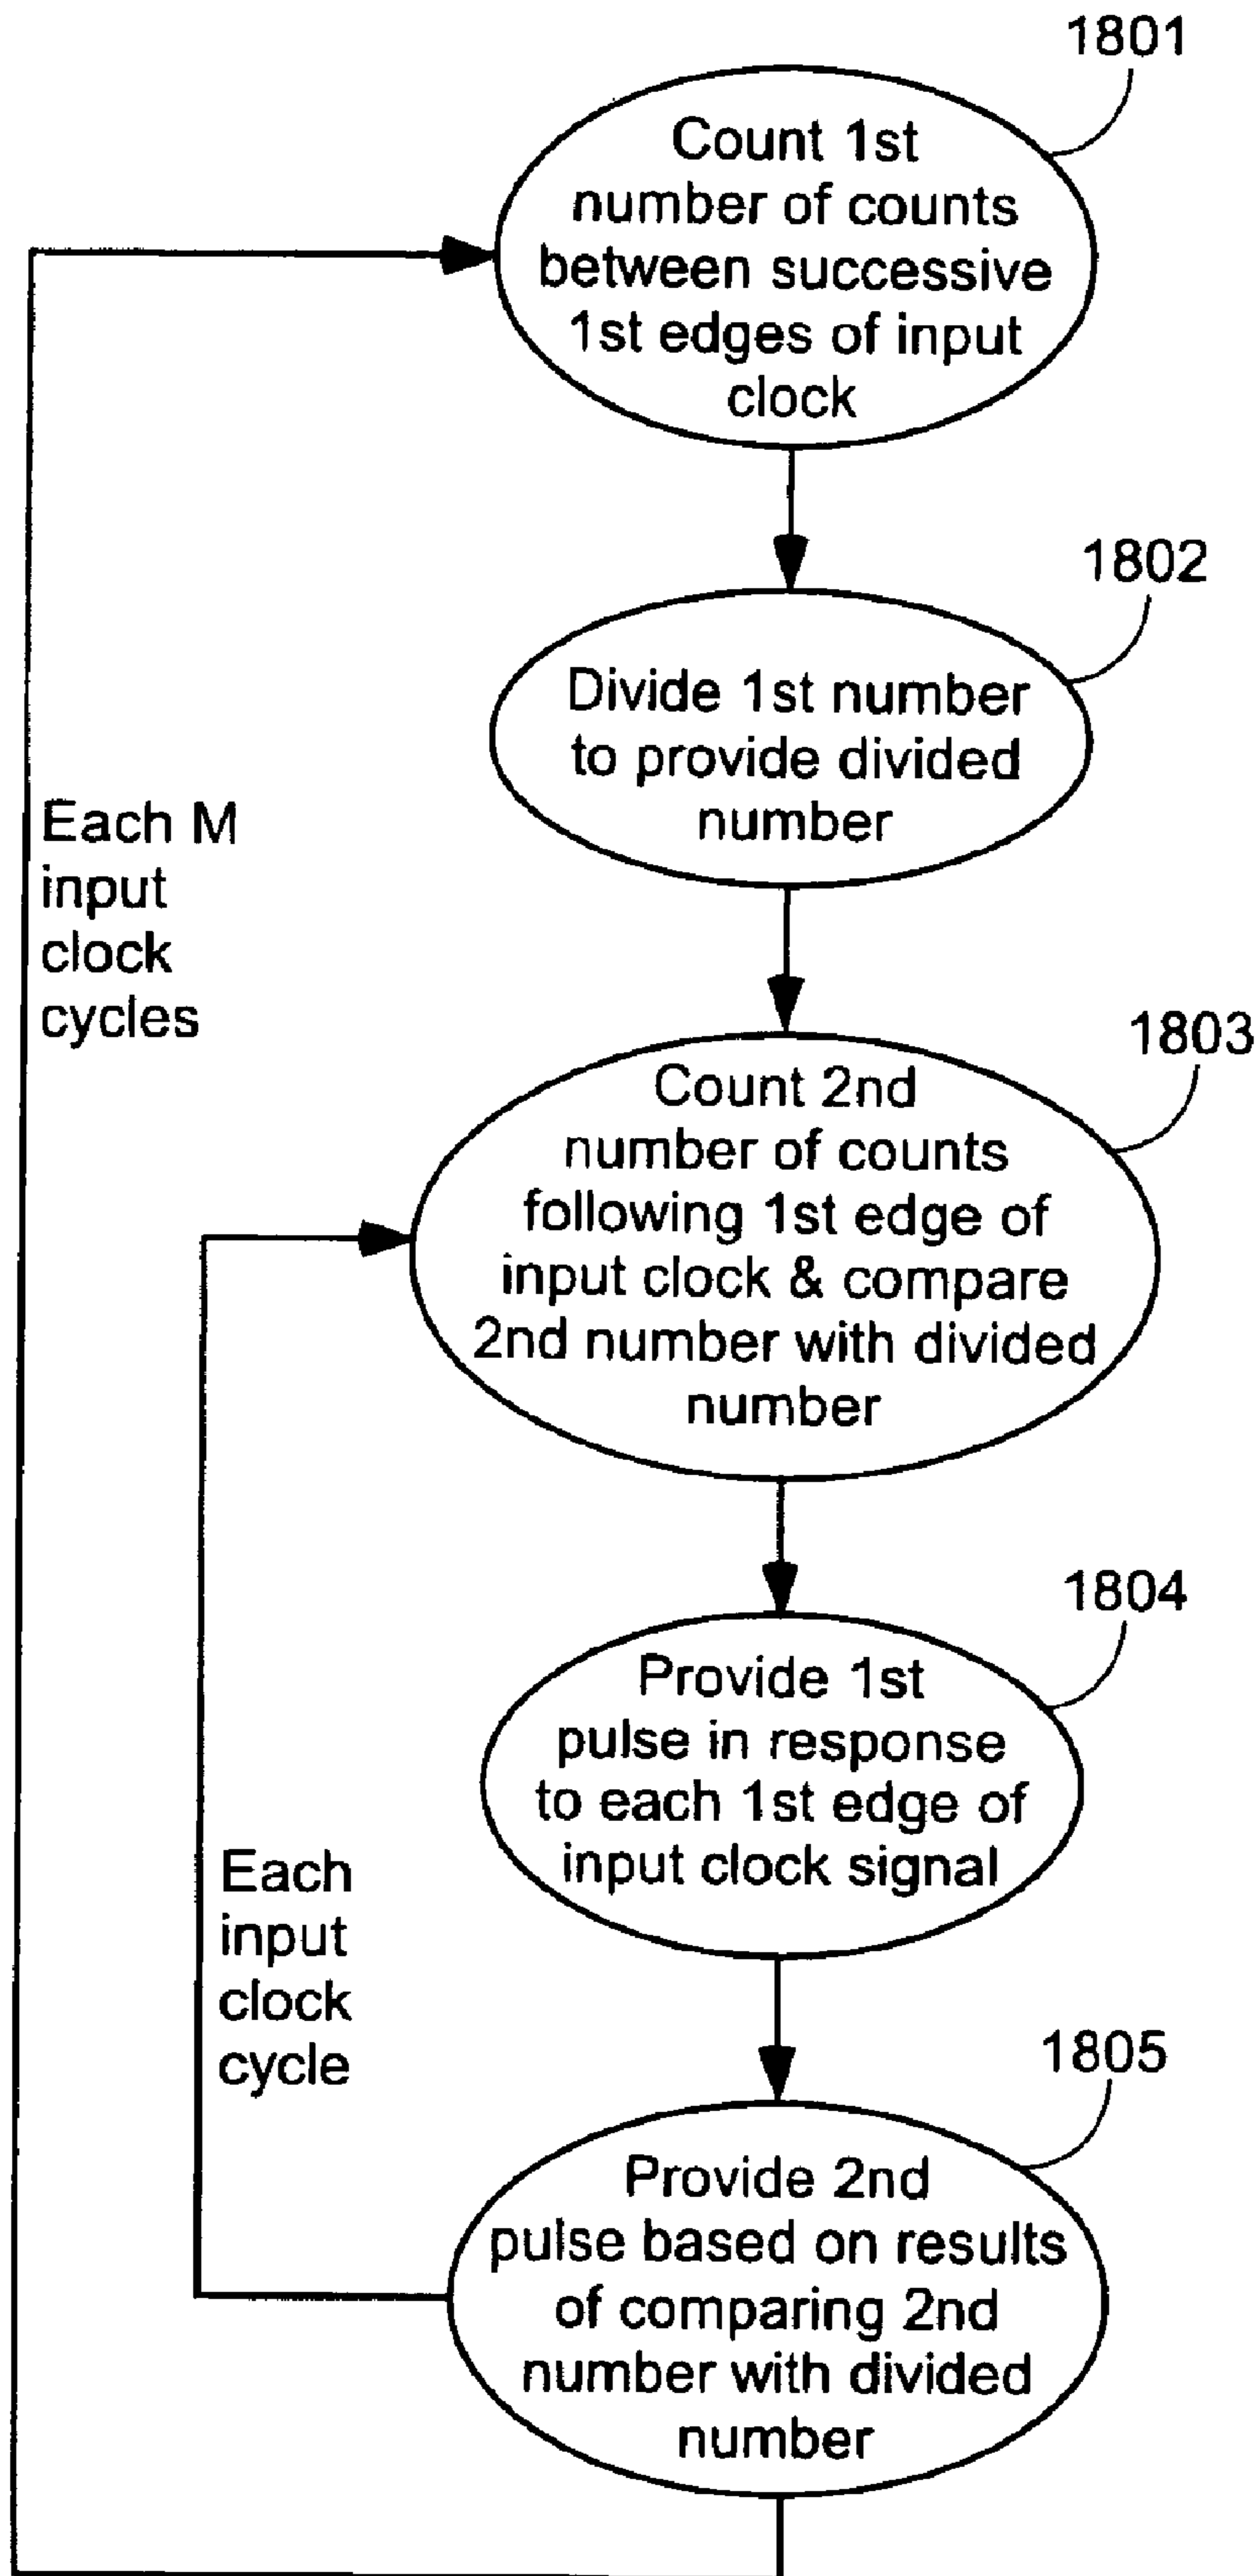 1801
Count 1st
number of counts
between successive
1st edges of input
clock
1802
Divide 1st number
to provide divided
number
Each M
input
clock
cycles
1803
Count 2nd
number of counts
following 1st edge of
input clock & compare
2nd number with divided
number
1804
Provide 1st
pulse in response
to each 1st edge of
input clock signal
Each
input
clock
cycle
1805
Provide 2nd
pulse based on results
of comparing 2nd
number with divided
number